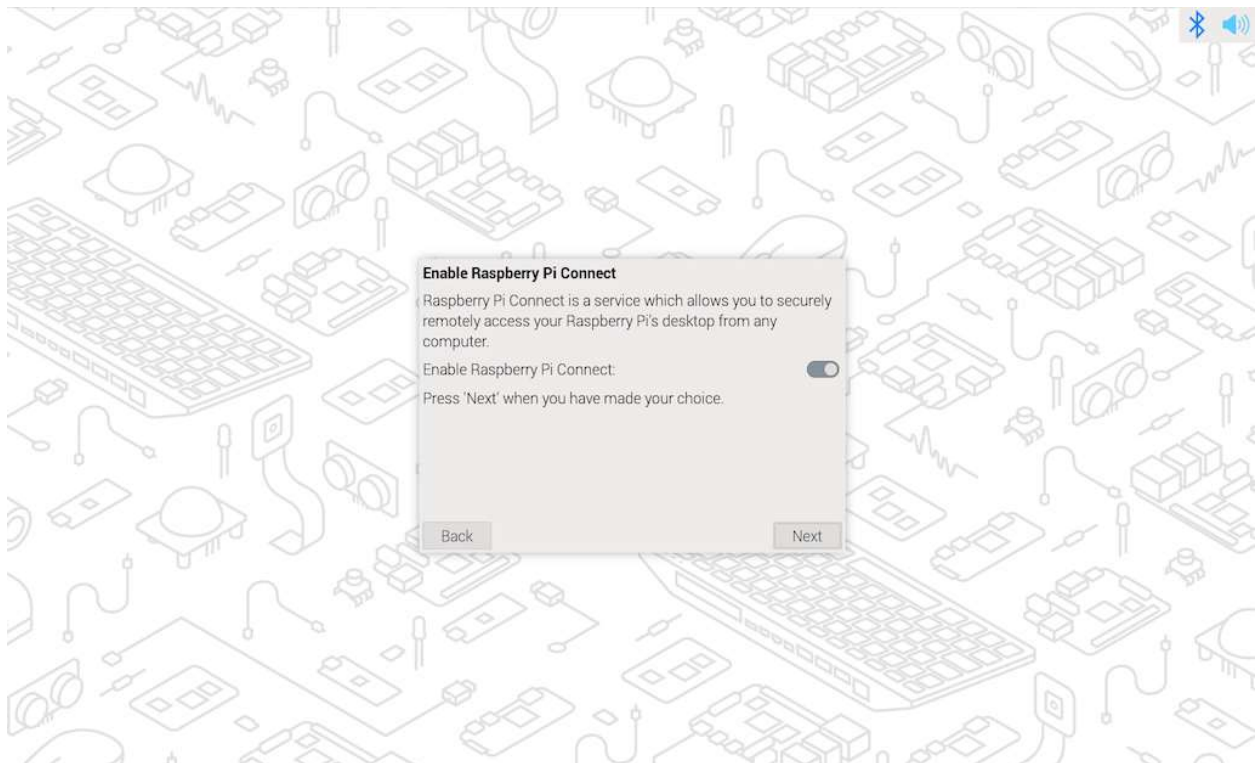 Enable Raspberry Pi Connect
Raspberry Pi Connect is a service which allows you to securely
remotely access your Raspberry Pi's desktop from any
computer.
Enable Raspberry Pi Connect:
Press 'Next' when you have made your choice.
Back
Next